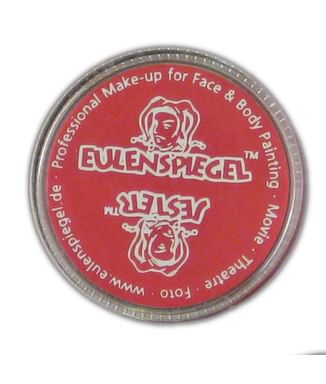 · Professional Make-up for Face & Body Painting · Movie · Theatre · Foto · www.eulenspiegel.de
EULENSPIEGEL™
JESTER™